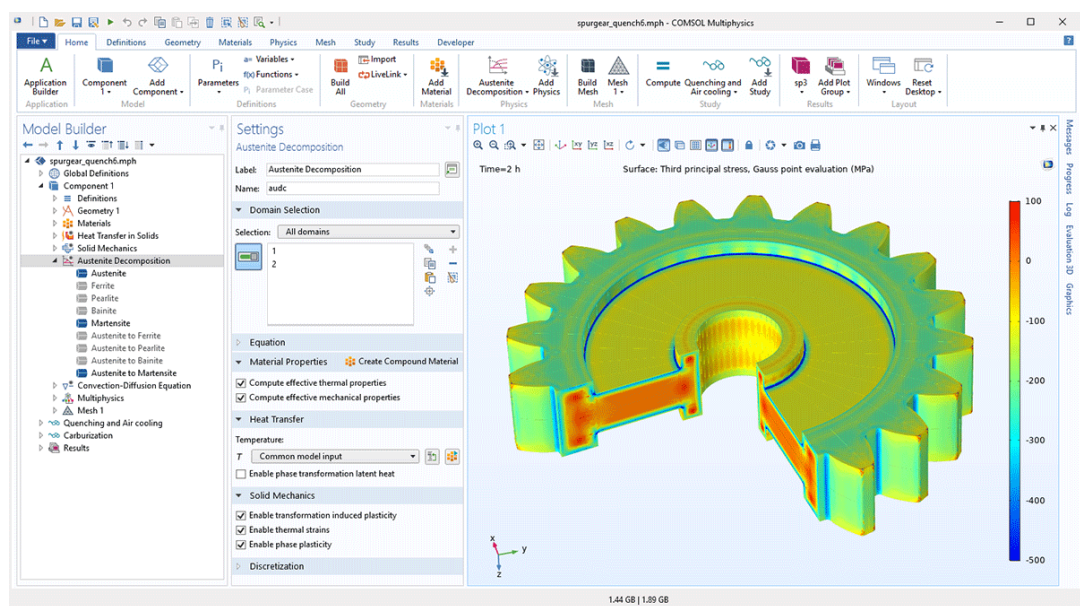 spurgear_quench6.mph - COMSOL Multiphysics
File Home Definitions Geometry Materials Physics Mesh Study Results Developer
Application Builder
Application
Component 1
Add Component
Model
Parameters
a= Variables
f(x) Functions
Pi Parameter Case
Definitions
Build All
Import
LiveLink
Geometry
Add Material
Materials
Austenite Decomposition
Add Physics
Physics
Build Mesh
Mesh 1
Mesh
Compute
Quenching and Air cooling
Add Study
Study
sp3
Add Plot Group
Results
Windows
Reset Desktop
Layout
Model Builder
spurgear_quench6.mph
Global Definitions
Component 1
Definitions
Geometry 1
Materials
Heat Transfer in Solids
Solid Mechanics
Austenite Decomposition
Austenite
Ferrite
Pearlite
Bainite
Martensite
Austenite to Ferrite
Austenite to Pearlite
Austenite to Bainite
Austenite to Martensite
Convection-Diffusion Equation
Multiphysics
Mesh 1
Quenching and Air cooling
Carburization
Results
Settings
Austenite Decomposition
Label: Austenite Decomposition
Name: audc
Domain Selection
Selection: All domains
1
2
Equation
Material Properties Create Compound Material
Compute effective thermal properties
Compute effective mechanical properties
Heat Transfer
Temperature:
T Common model input
Enable phase transformation latent heat
Solid Mechanics
Enable transformation induced plasticity
Enable thermal strains
Enable phase plasticity
Discretization
Plot 1
xy yz xz
Time=2 h Surface: Third principal stress, Gauss point evaluation (MPa)
100
0
-100
-200
-300
-400
-500
x
y
z
Messages
Progress
Log
Evaluation 3D
Graphics
1.44 GB | 1.89 GB